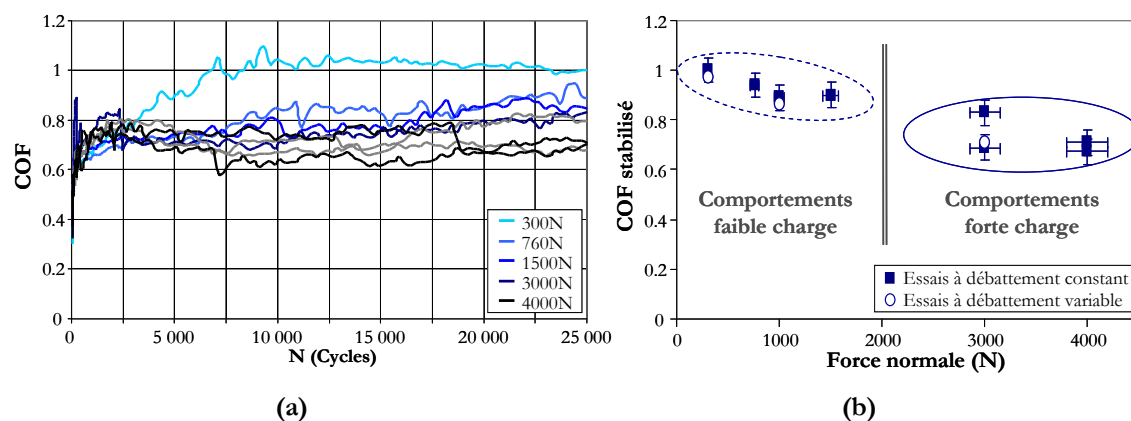 1.2
1
0.8
0.6
0.4
0.2
0
COF
0
5 000
10 000
15 000
20 000
25 000
N (Cycles)
300N
760N
1500N
3000N
4000N
(a)
1.2
1
0.8
0.6
0.4
0.2
0
COF stabilisé
Comportements
faible charge
Comportements
forte charge
Essais à débattement constant
Essais à débattement variable
0
1000
2000
3000
4000
Force normale (N)
(b)